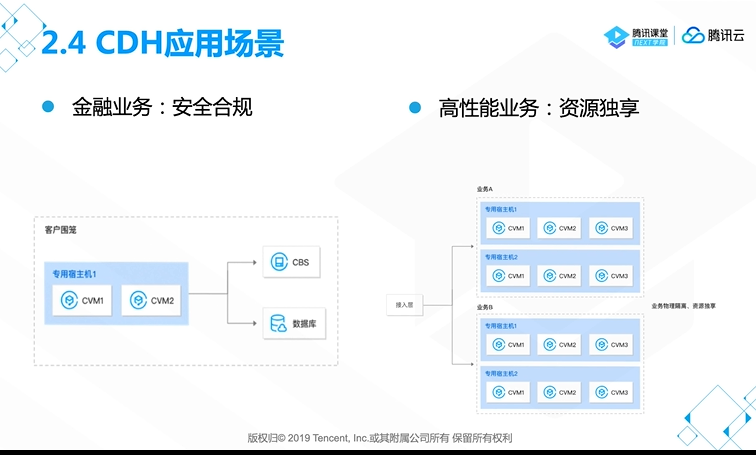 2.4 CDH应用场景
腾讯课堂
NEXT学院
腾讯云
金融业务：安全合规
高性能业务：资源独享
客户围笼
专用宿主机1
CVM1
CVM2
CBS
数据库
接入层
业务A
专用宿主机1
CVM1
CVM2
CVM3
专用宿主机2
CVM1
CVM2
CVM3
业务B
专用宿主机1
CVM1
CVM2
CVM3
专用宿主机2
CVM1
CVM2
CVM3
业务物理隔离、资源独享
版权归© 2019 Tencent, Inc.或其附属公司所有 保留所有权利